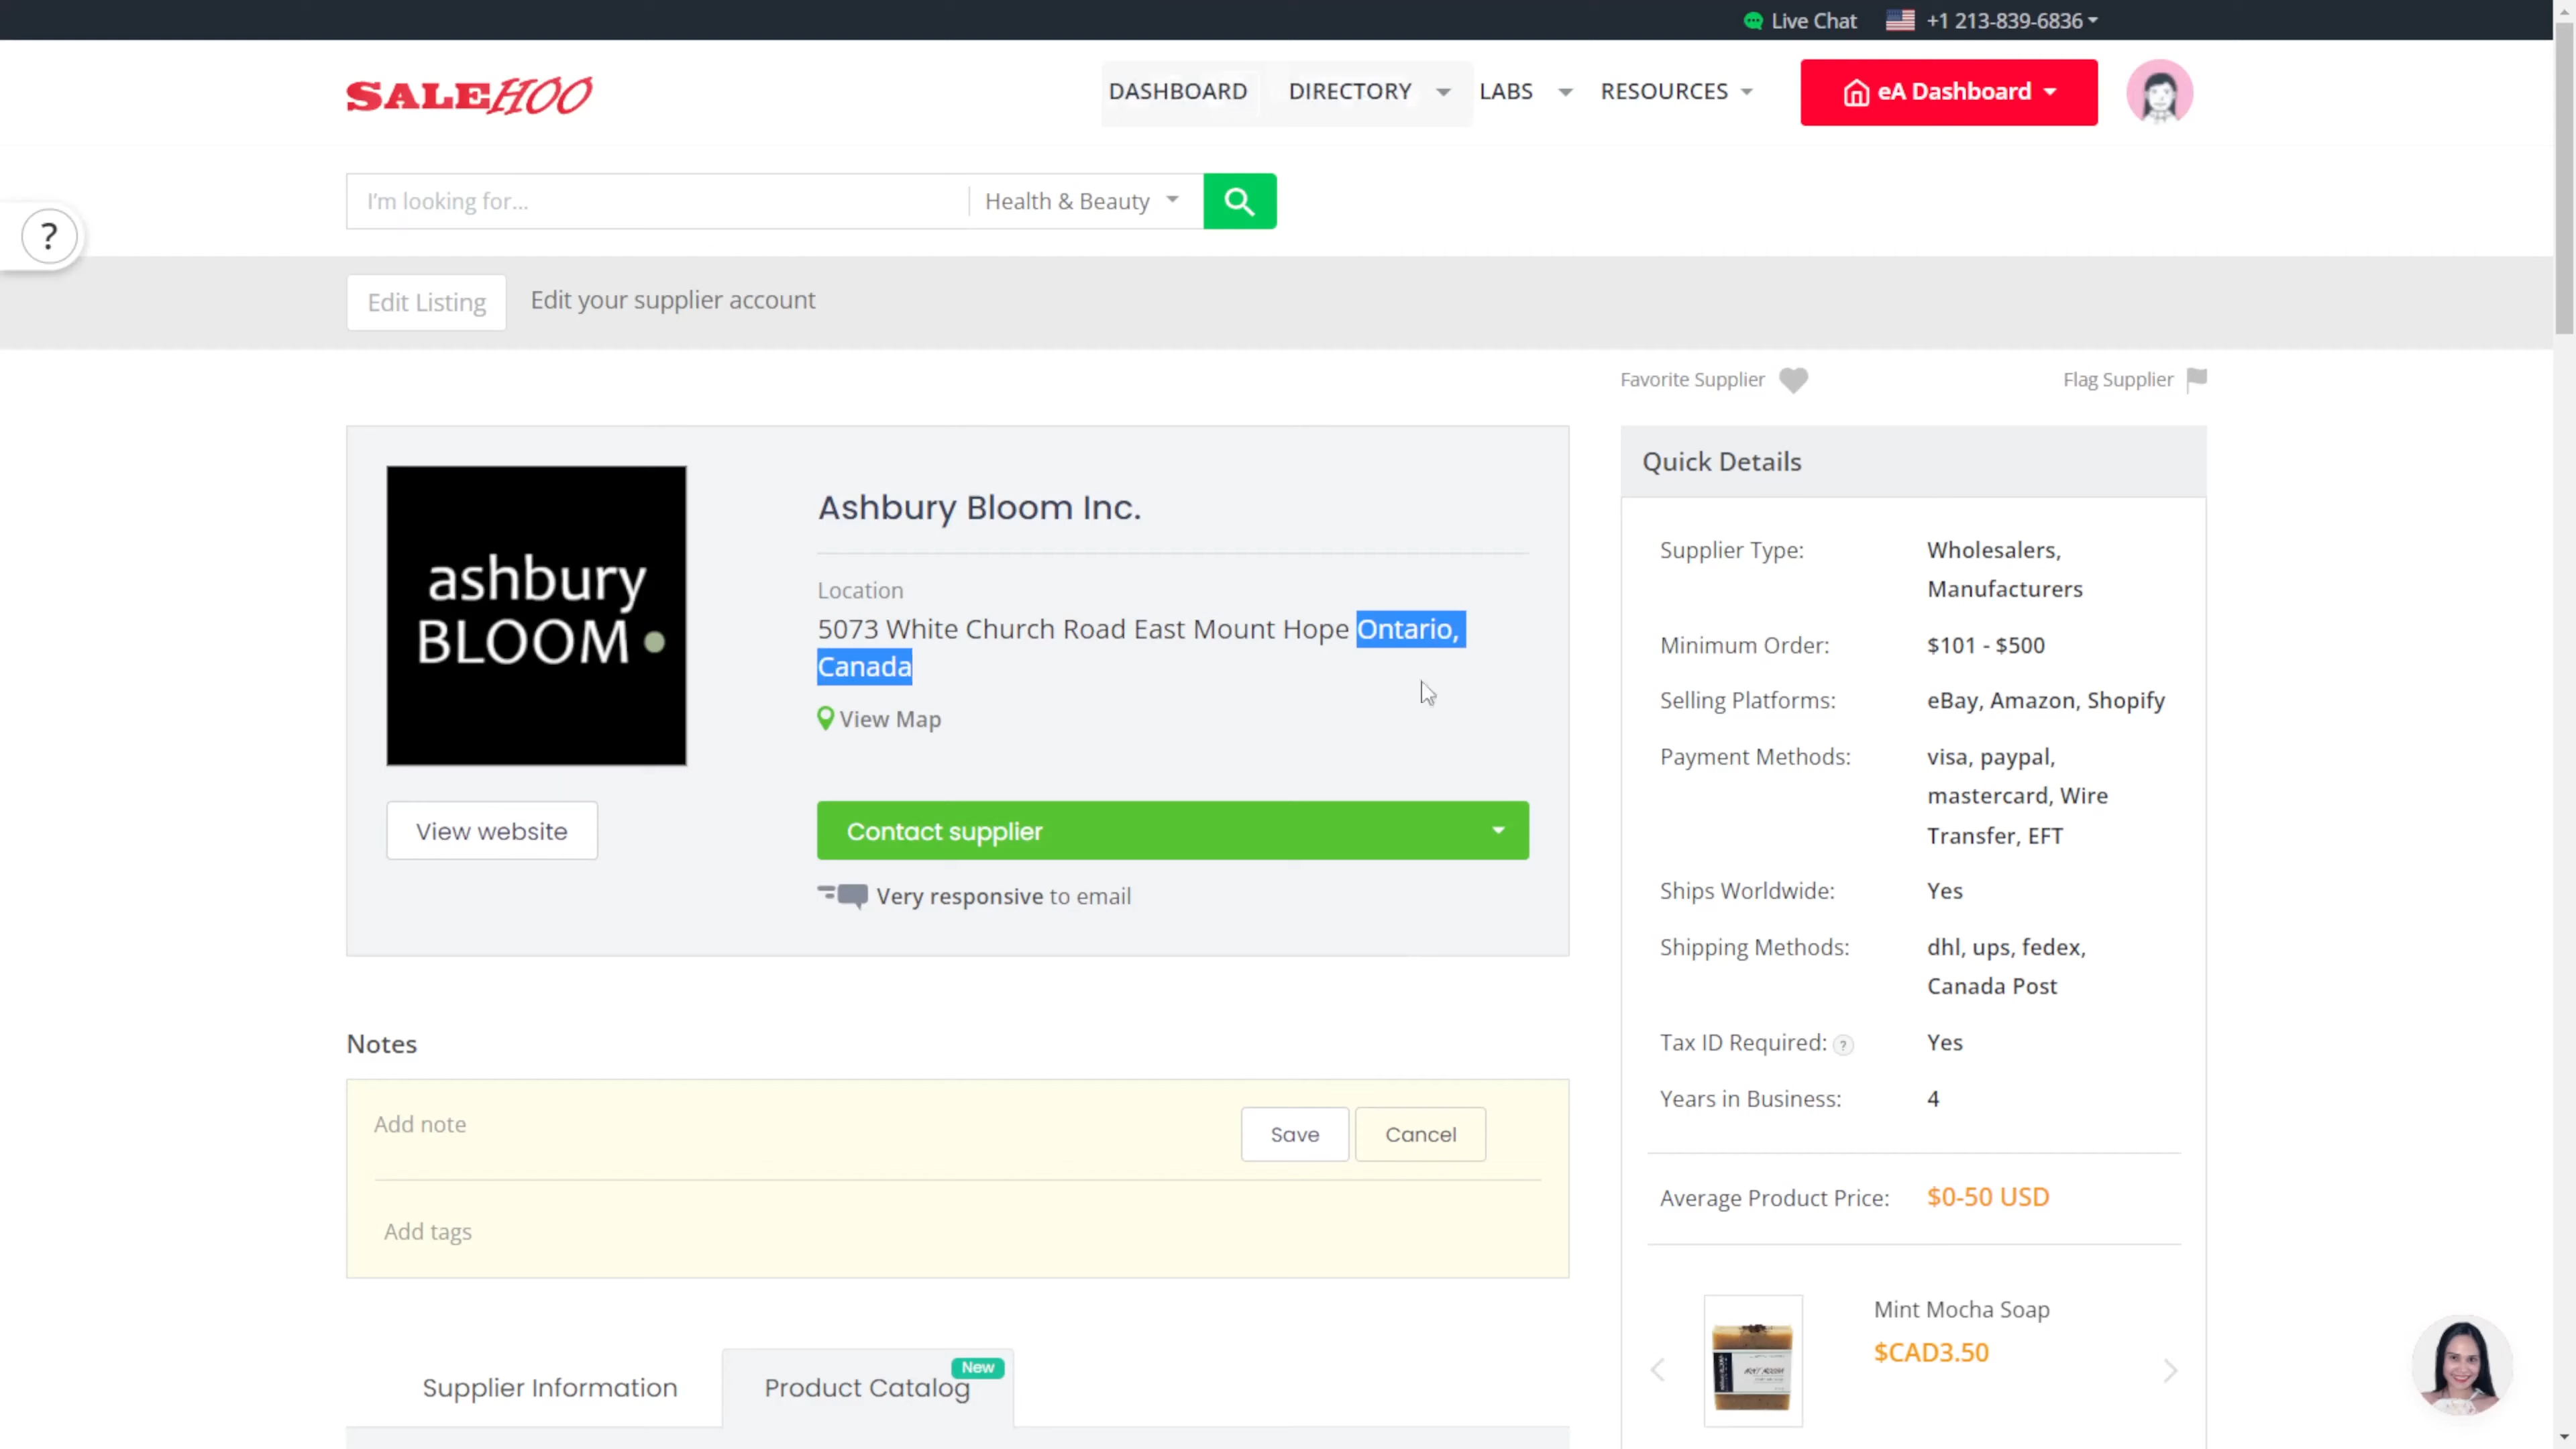 Live Chat +1 213-839-6836
SALEHOO
DASHBOARD DIRECTORY LABS RESOURCES eA Dashboard
I'm looking for... Health & Beauty
?
Edit Listing Edit your supplier account
Favorite Supplier Flag Supplier
ashbury
BLOOM
Ashbury Bloom Inc.
Location
5073 White Church Road East Mount Hope Ontario,
Canada
View Map
View website
Contact supplier
Very responsive to email
Quick Details
Supplier Type: Wholesalers,
Manufacturers
Minimum Order: $101 - $500
Selling Platforms: eBay, Amazon, Shopify
Payment Methods: visa, paypal,
mastercard, Wire
Transfer, EFT
Ships Worldwide: Yes
Shipping Methods: dhl, ups, fedex,
Canada Post
Tax ID Required: ? Yes
Years in Business: 4
Average Product Price: $0-50 USD
Mint Mocha Soap
$CAD3.50
MINT MOCHA
Notes
Add note
Save Cancel
Add tags
Supplier Information
Product Catalog New